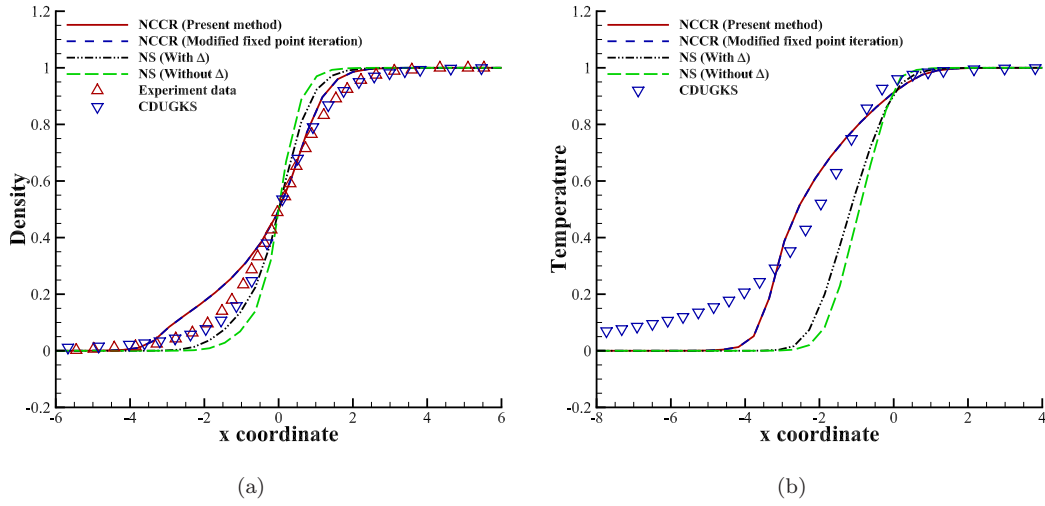 NCCR (Present method)
NCCR (Modified fixed point iteration)
NS (With Δ)
NS (Without Δ)
Experiment data
CDUGKS
1.2
1
0.8
0.6
0.4
0.2
0
-0.2
Density
-6
-4
-2
0
2
4
6
x coordinate
(a)
NCCR (Present method)
NCCR (Modified fixed point iteration)
NS (With Δ)
NS (Without Δ)
CDUGKS
1.2
1
0.8
0.6
0.4
0.2
0
-0.2
Temperature
-8
-6
-4
-2
0
2
4
x coordinate
(b)